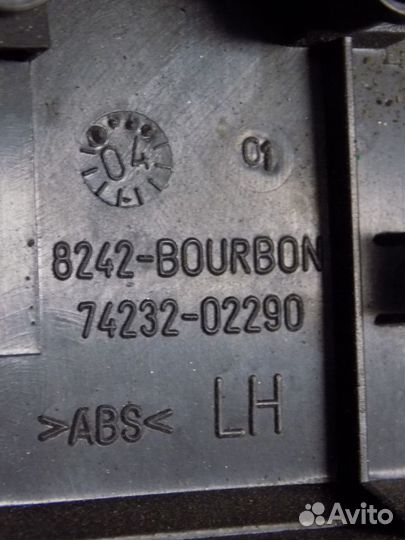 04
01
8242-BOURBON
74232-02290
>ABS< LH
Avito